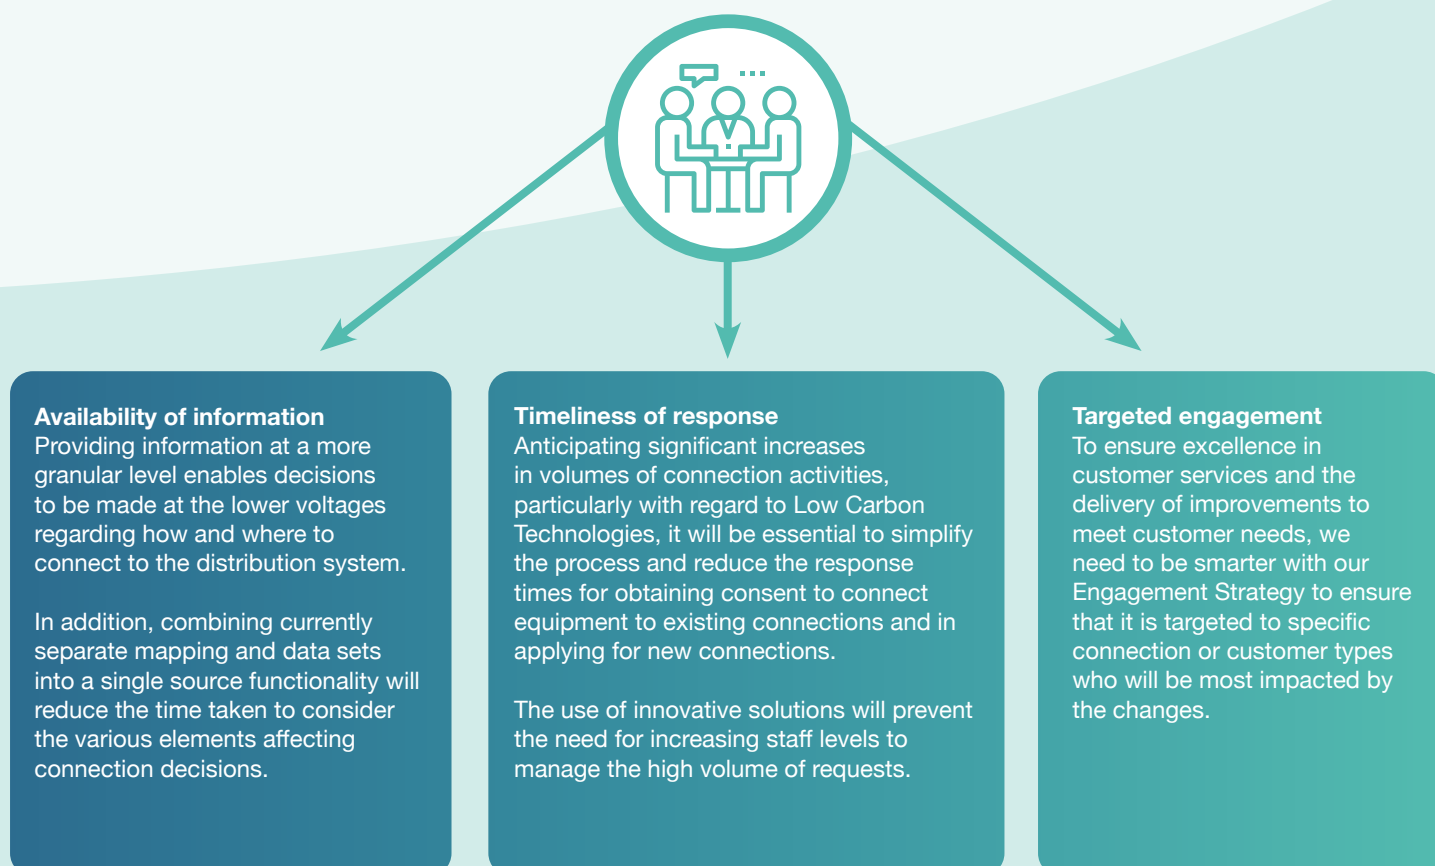 Availability of information
Providing information at a more
granular level enables decisions
to be made at the lower voltages
regarding how and where to
connect to the distribution system.
In addition, combining currently
separate mapping and data sets
into a single source functionality will
reduce the time taken to consider
the various elements affecting
connection decisions.
Timeliness of response
Anticipating significant increases
in volumes of connection activities,
particularly with regard to Low Carbon
Technologies, it will be essential to simplify
the process and reduce the response
times for obtaining consent to connect
equipment to existing connections and in
applying for new connections.
The use of innovative solutions will prevent
the need for increasing staff levels to
manage the high volume of requests.
Targeted engagement
To ensure excellence in
customer services and the
delivery of improvements to
meet customer needs, we
need to be smarter with our
Engagement Strategy to ensure
that it is targeted to specific
connection or customer types
who will be most impacted by
the changes.